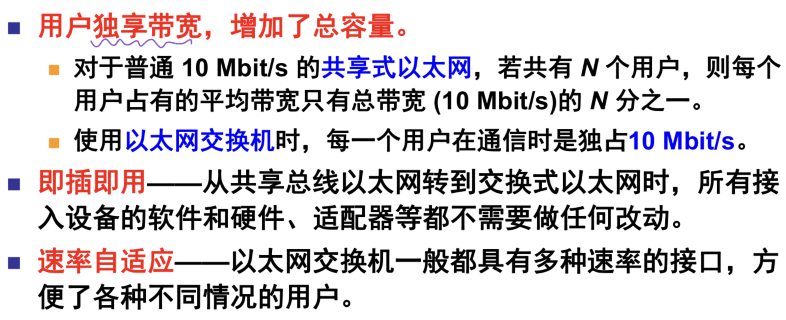 用户独享带宽，增加了总容量。
对于普通 10 Mbit/s 的共享式以太网，若共有 N 个用户，则每个
用户占有的平均带宽只有总带宽 (10 Mbit/s)的 N 分之一。
使用以太网交换机时，每一个用户在通信时是独占10 Mbit/s。
即插即用——从共享总线以太网转到交换式以太网时，所有接
入设备的软件和硬件、适配器等都不需要做任何改动。
速率自适应——以太网交换机一般都具有多种速率的接口，方
便了各种不同情况的用户。